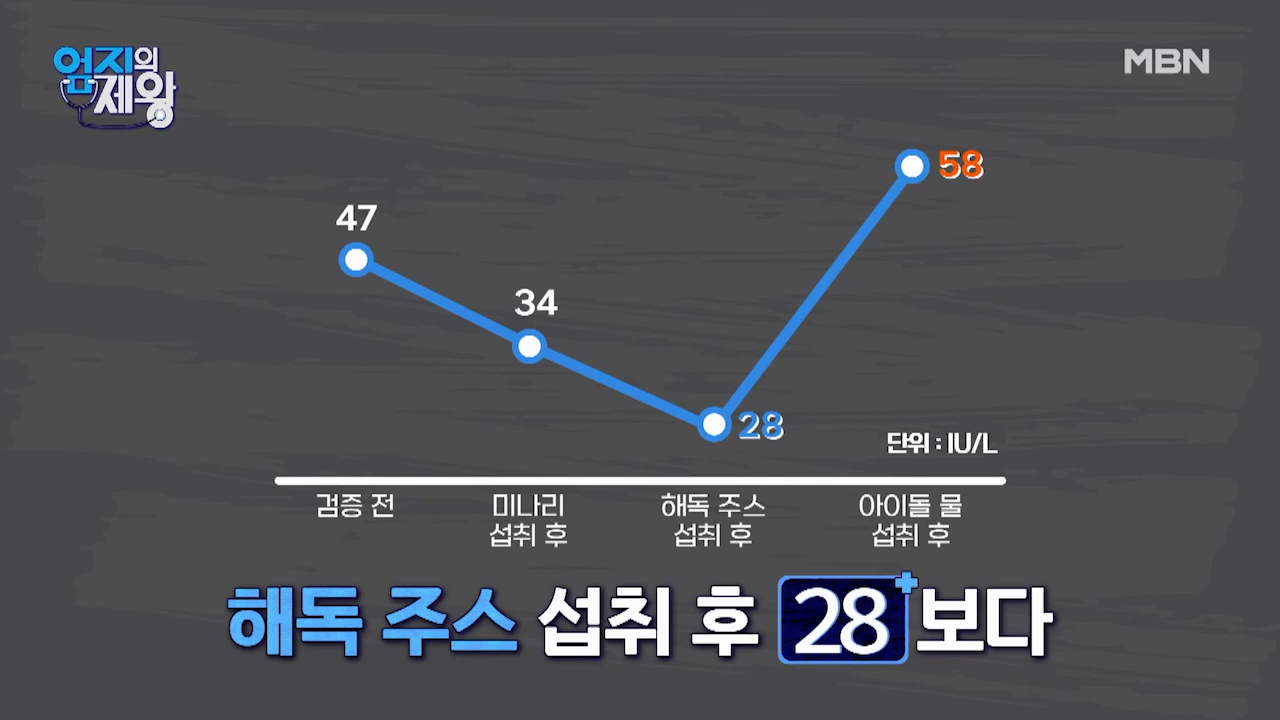 엄지의
제왕
MBN
58
47
34
28
단위 : IU/L
검증 전
미나리
섭취 후
해독 주스
섭취 후
아이돌 물
섭취 후
해독 주스 섭취 후 28 보다